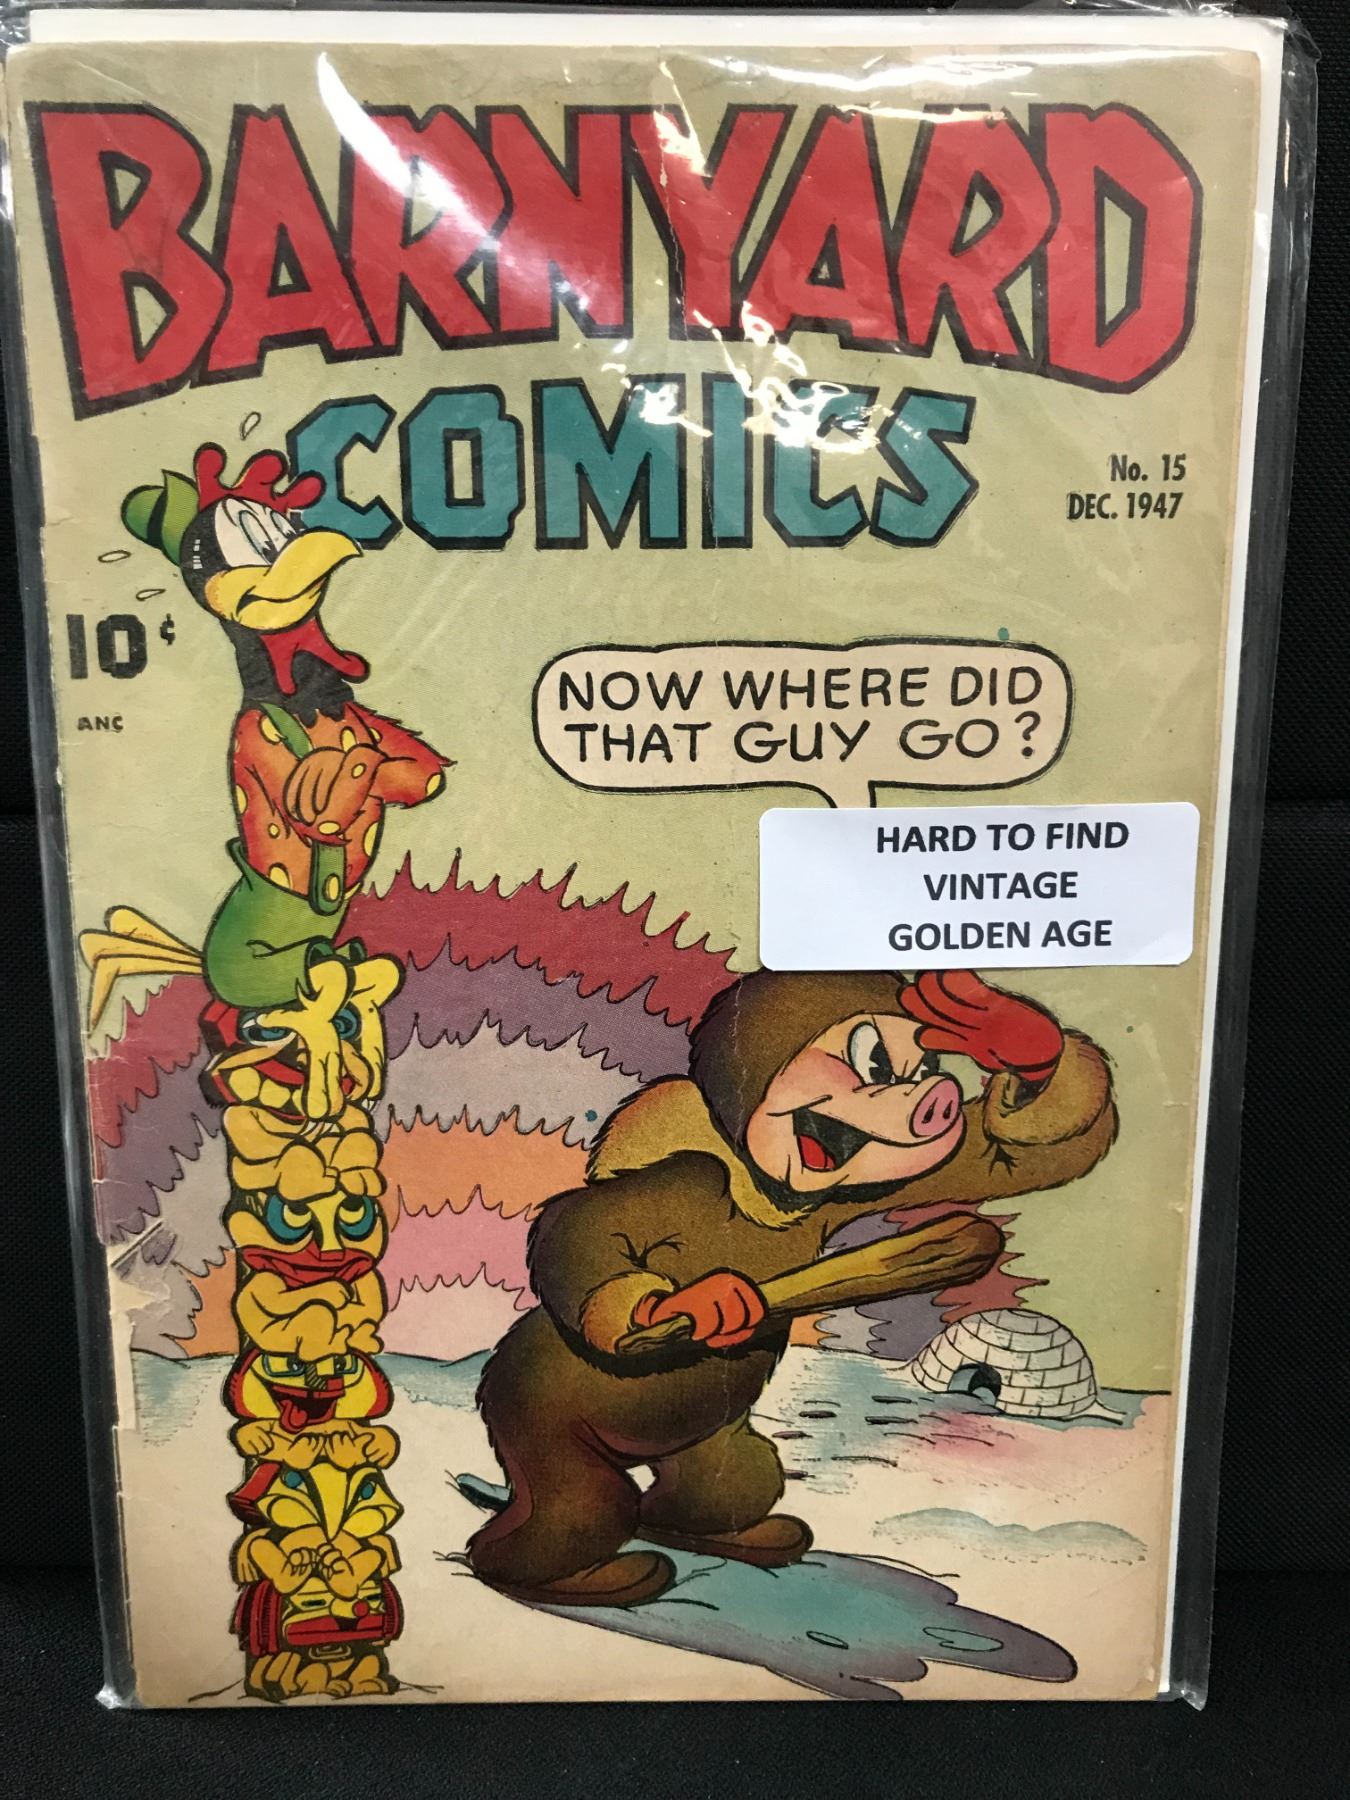 BARNYARD
COMICS
No. 15
DEC. 1947
10¢
ANC
NOW WHERE DID
THAT GUY GO?
HARD TO FIND
VINTAGE
GOLDEN AGE